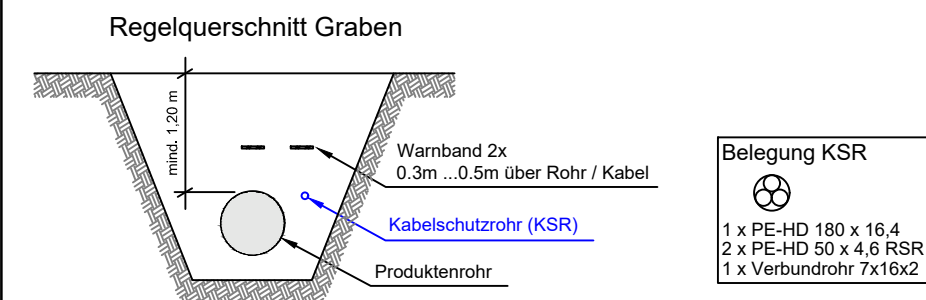 Regelquerschnitt Graben
mind. 1,20 m
Warnband 2x
0.3m ...0.5m über Rohr / Kabel
Kabelschutzrohr (KSR)
Produktenrohr
Belegung KSR
1 x PE-HD 180 x 16,4
2 x PE-HD 50 x 4,6 RSR
1 x Verbundrohr 7x16x2